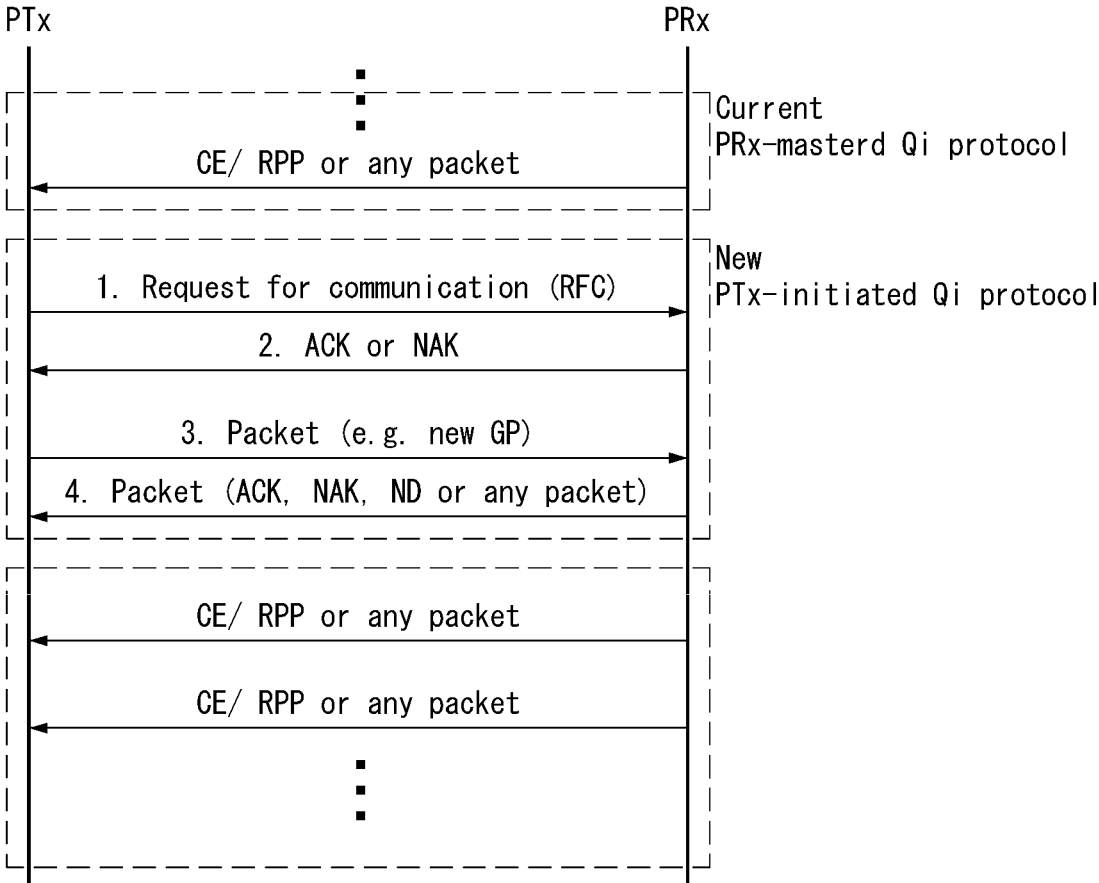 PTx
PRx
Current
PRx-masterd Qi protocol
CE/ RPP or any packet
New
PTx-initiated Qi protocol
1. Request for communication (RFC)
2. ACK or NAK
3. Packet (e.g. new GP)
4. Packet (ACK, NAK, ND or any packet)
CE/ RPP or any packet
CE/ RPP or any packet